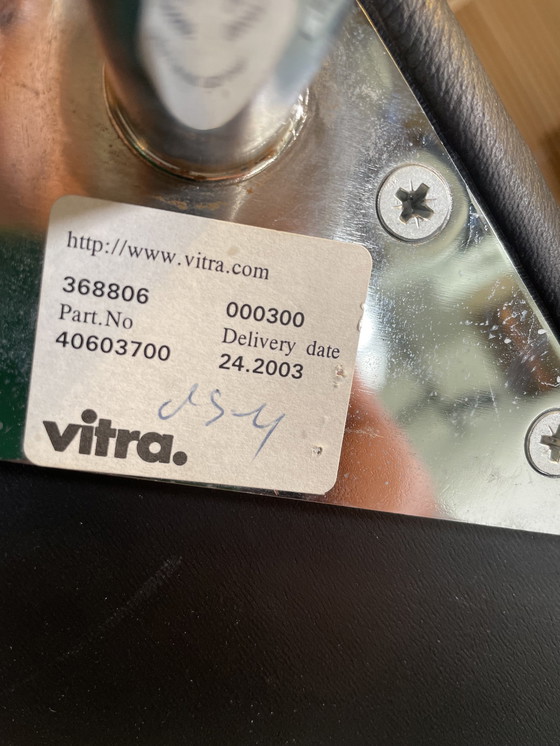 http://www.vitra.com
368806 000300
Part.No Delivery date
40603700 24.2003
vitra.